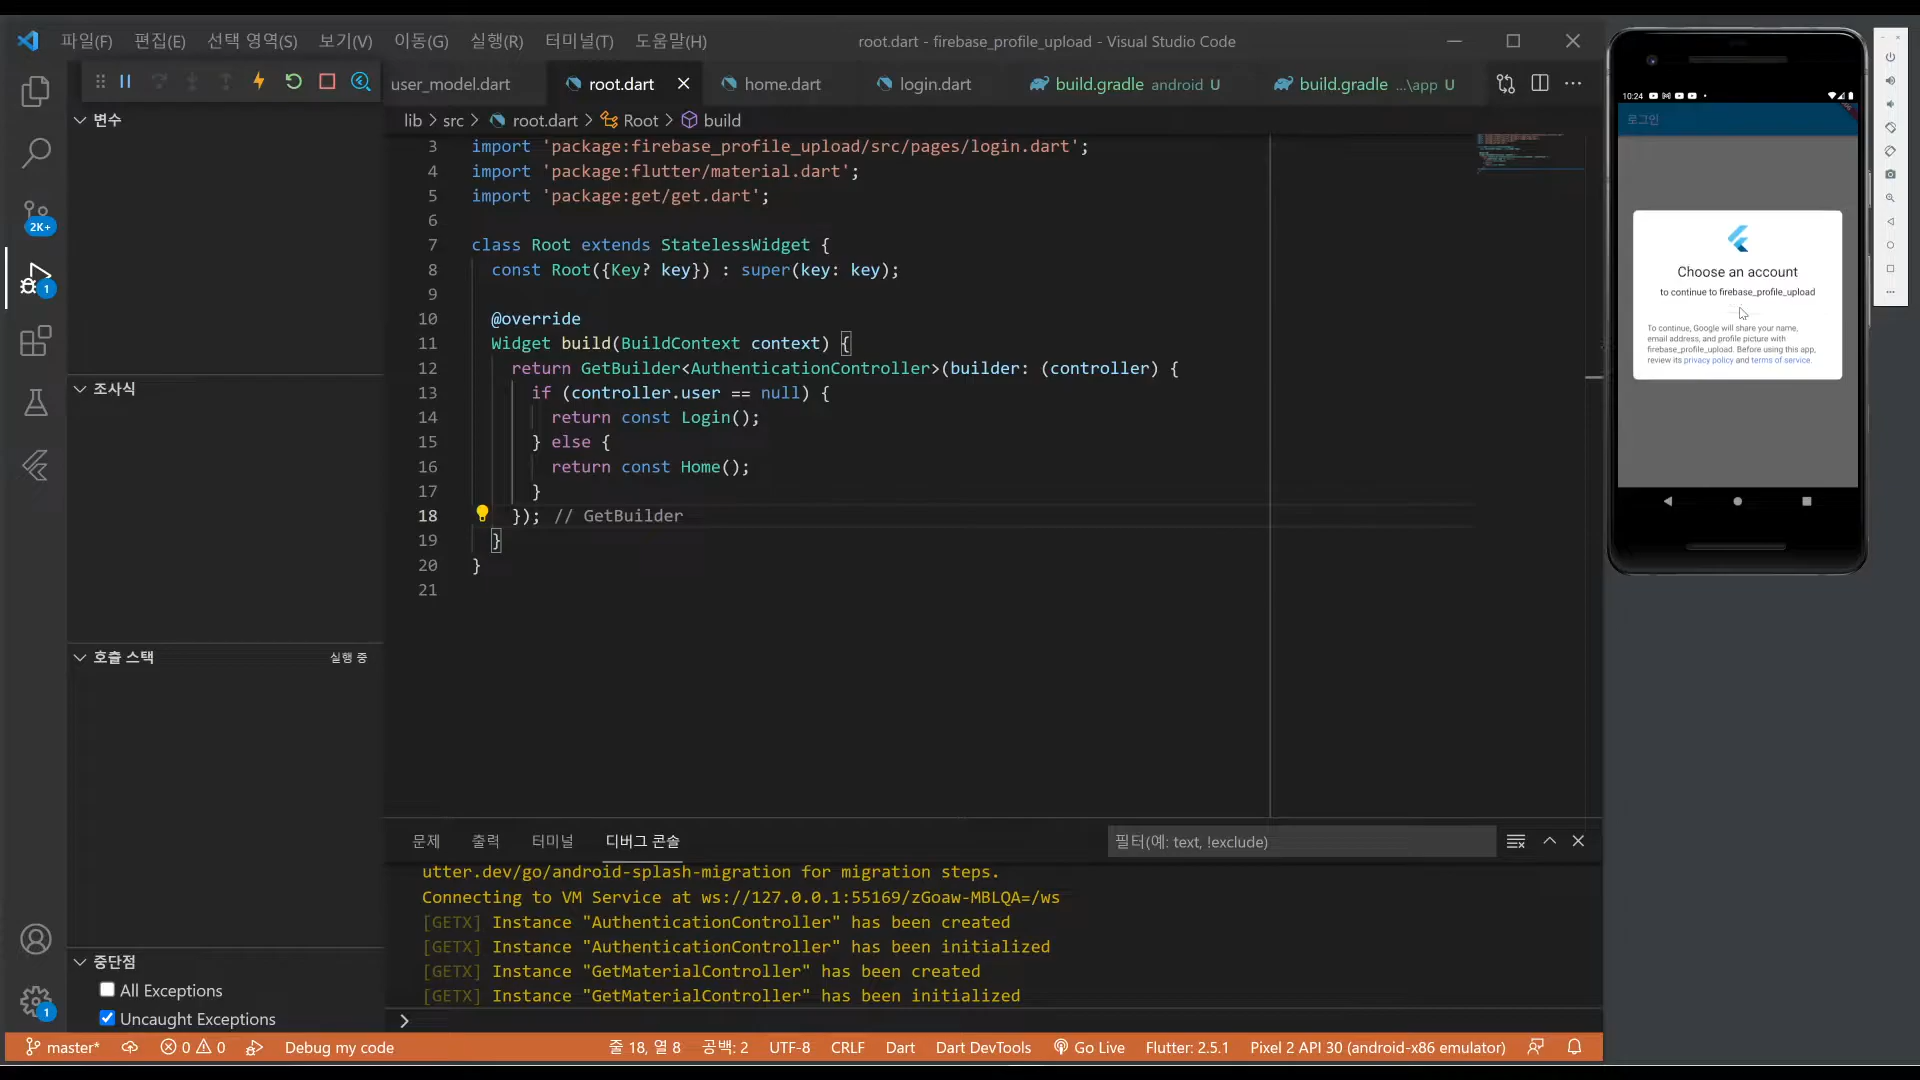 파일(F) 편집(E) 선택 영역(S) 보기(V) 이동(G) 실행(R) 터미널(T) 도움말(H)
root.dart - firebase_profile_upload - Visual Studio Code
user_model.dart root.dart home.dart login.dart build.gradle android U build.gradle ...\app U
lib > src > root.dart > Root > build
변수
조사식
호출 스택 실행 중
중단점
All Exceptions
Uncaught Exceptions
2K+
1
1
3 import 'package:firebase_profile_upload/src/pages/login.dart';
4 import 'package:flutter/material.dart';
5 import 'package:get/get.dart';
6
7 class Root extends StatelessWidget {
8 const Root({Key? key}) : super(key: key);
9
10 @override
11 Widget build(BuildContext context) {
12 return GetBuilder<AuthenticationController>(builder: (controller) {
13 if (controller.user == null) {
14 return const Login();
15 } else {
16 return const Home();
17 }
18 }); // GetBuilder
19 }
20 }
21
문제 출력 터미널 디버그 콘솔 필터(예: text, !exclude)
utter.dev/go/android-splash-migration for migration steps.
Connecting to VM Service at ws://127.0.0.1:55169/zGoaw-MBLQA=/ws
[GETX] Instance "AuthenticationController" has been created
[GETX] Instance "AuthenticationController" has been initialized
[GETX] Instance "GetMaterialController" has been created
[GETX] Instance "GetMaterialController" has been initialized
master* 0 0 Debug my code 줄 18, 열 8 공백: 2 UTF-8 CRLF Dart Dart DevTools Go Live Flutter: 2.5.1 Pixel 2 API 30 (android-x86 emulator)
10:24
로그인
Choose an account
to continue to firebase_profile_upload
To continue, Google will share your name,
email address, and profile picture with
firebase_profile_upload. Before using this app,
review its privacy policy and terms of service.